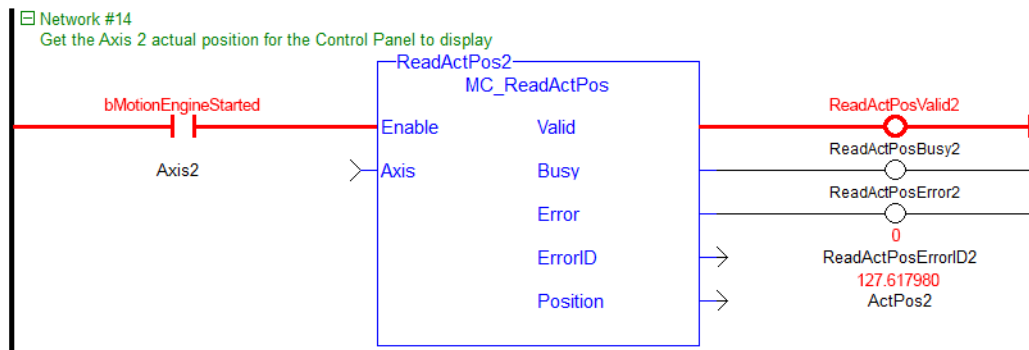 Network #14
Get the Axis 2 actual position for the Control Panel to display
ReadActPos2
MC_ReadActPos
bMotionEngineStarted
ReadActPosValid2
Enable
Valid
ReadActPosBusy2
Axis2
Axis
Busy
ReadActPosError2
Error
0
ErrorID
ReadActPosErrorID2
127.617980
Position
ActPos2